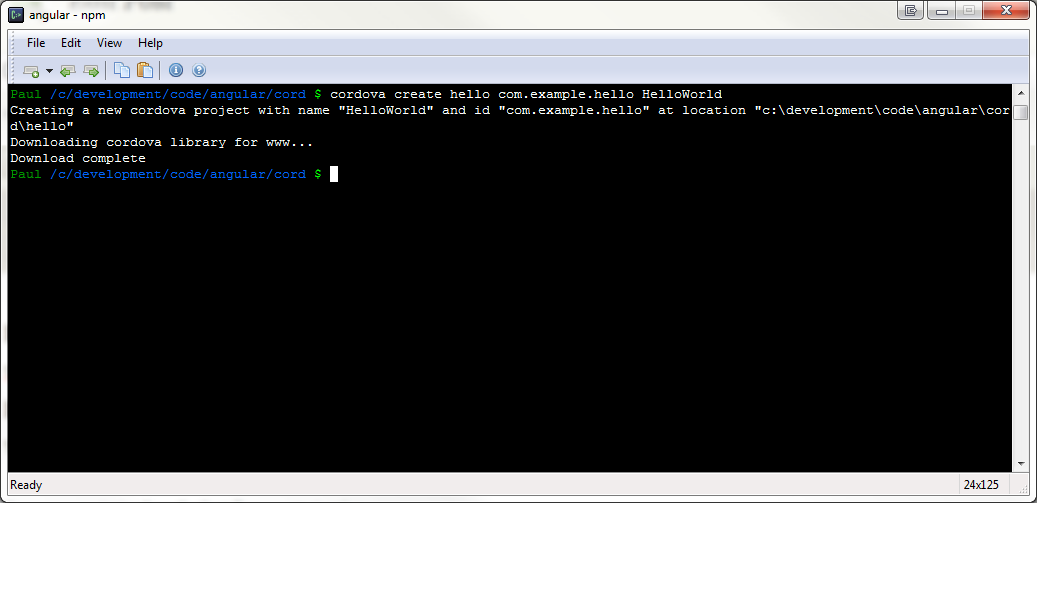 angular - npm
File Edit View Help
Paul /c/development/code/angular/cord $ cordova create hello com.example.hello HelloWorld
Creating a new cordova project with name "HelloWorld" and id "com.example.hello" at location "c:\development\code\angular\cor
d\hello"
Downloading cordova library for www...
Download complete
Paul /c/development/code/angular/cord $
Ready 24x125